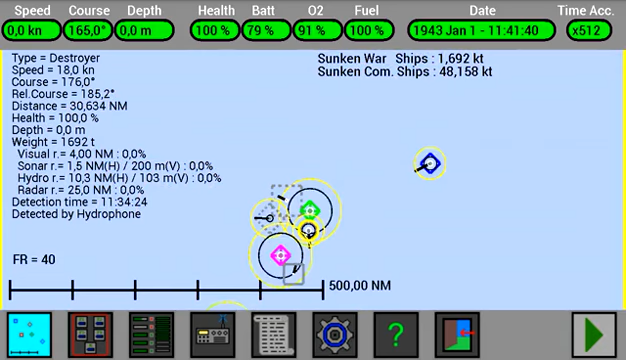 Speed Course Depth Health Batt O2 Fuel Date Time Acc.
0,0 kn 165,0° 0,0 m 100 % 79 % 91 % 100 % 1943 Jan 1 - 11:41:40 x512
Type = Destroyer
Speed = 18,0 kn
Course = 176,0°
Rel.Course = 185,2°
Distance = 30,634 NM
Health = 100,0 %
Depth = 0,0 m
Weight = 1692 t
Visual r.= 4,00 NM : 0,0%
Sonar r.= 1,5 NM(H) / 200 m(V) : 0,0%
Hydro r.= 10,3 NM(H) / 103 m(V) : 0,0%
Radar r.= 25,0 NM : 0,0%
Detection time = 11:34:24
Detected by Hydrophone
Sunken War Ships : 1,692 kt
Sunken Com. Ships : 48,158 kt
FR = 40
500,00 NM
?